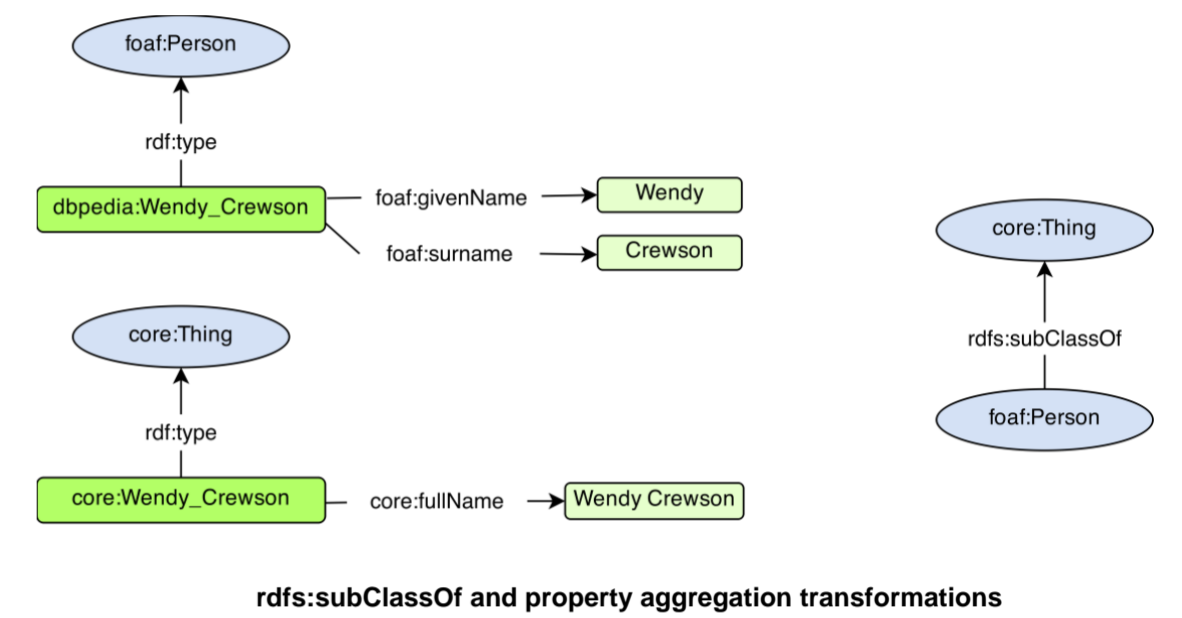 foaf:Person
rdf:type
dbpedia:Wendy_Crewson
foaf:givenName
Wendy
foaf:surname
Crewson
core:Thing
rdf:type
core:Wendy_Crewson
core:fullName
Wendy Crewson
core:Thing
rdfs:subClassOf
foaf:Person
rdfs:subClassOf and property aggregation transformations